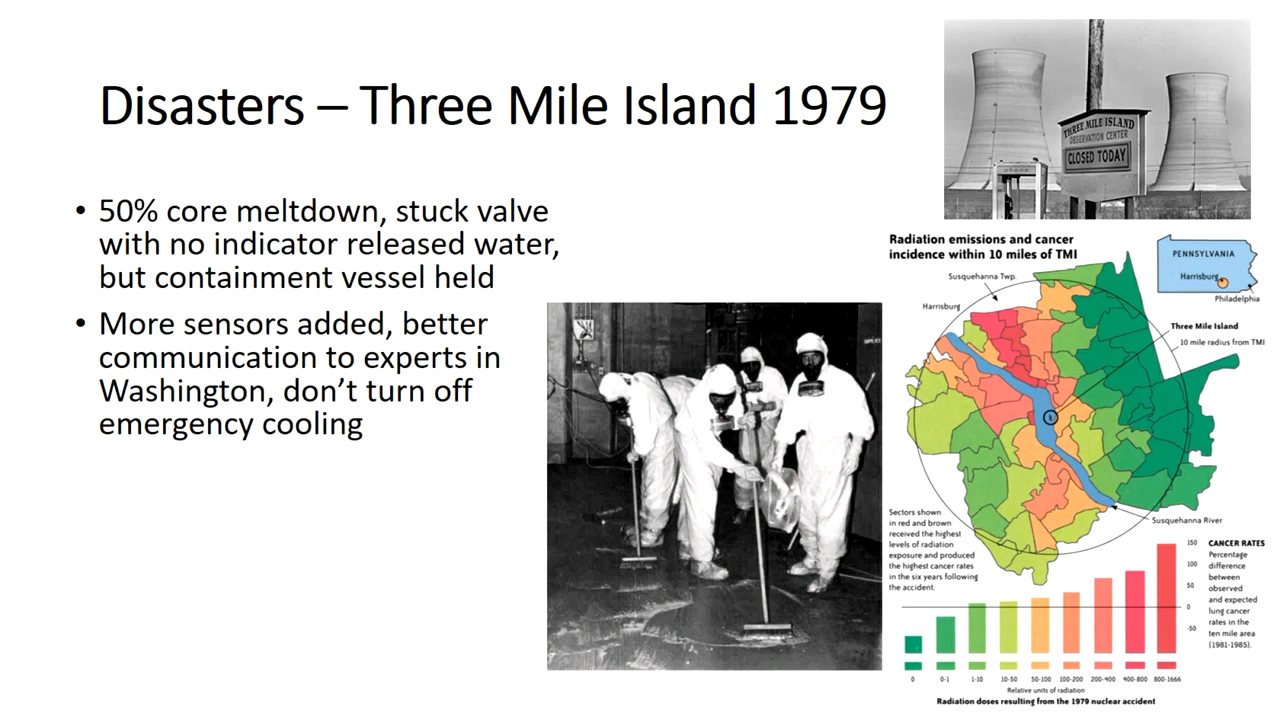 Disasters – Three Mile Island 1979
• 50% core meltdown, stuck valve
with no indicator released water,
but containment vessel held
• More sensors added, better
communication to experts in
Washington, don’t turn off
emergency cooling
THREE MILE ISLAND
OBSERVATION CENTER
CLOSED TODAY
Radiation emissions and cancer
incidence within 10 miles of TMI
PENNSYLVANIA
Harrisburg
Philadelphia
Susquehanna Twp.
Harrisburg
Three Mile Island
10 mile radius from TMI
Susquehanna River
Sectors shown
in red and brown
received the highest
levels of radiation
exposure and produced
the highest cancer rates
in the six years following
the accident.
150
100
50
0
-50
CANCER RATES
Percentage
difference
between
observed
and expected
lung cancer
rates in the
ten mile area
(1981-1985).
0 0-1 1-10 10-50 50-100 100-200 200-400 400-800 800-1666
Relative units of radiation
Radiation doses resulting from the 1979 nuclear accident